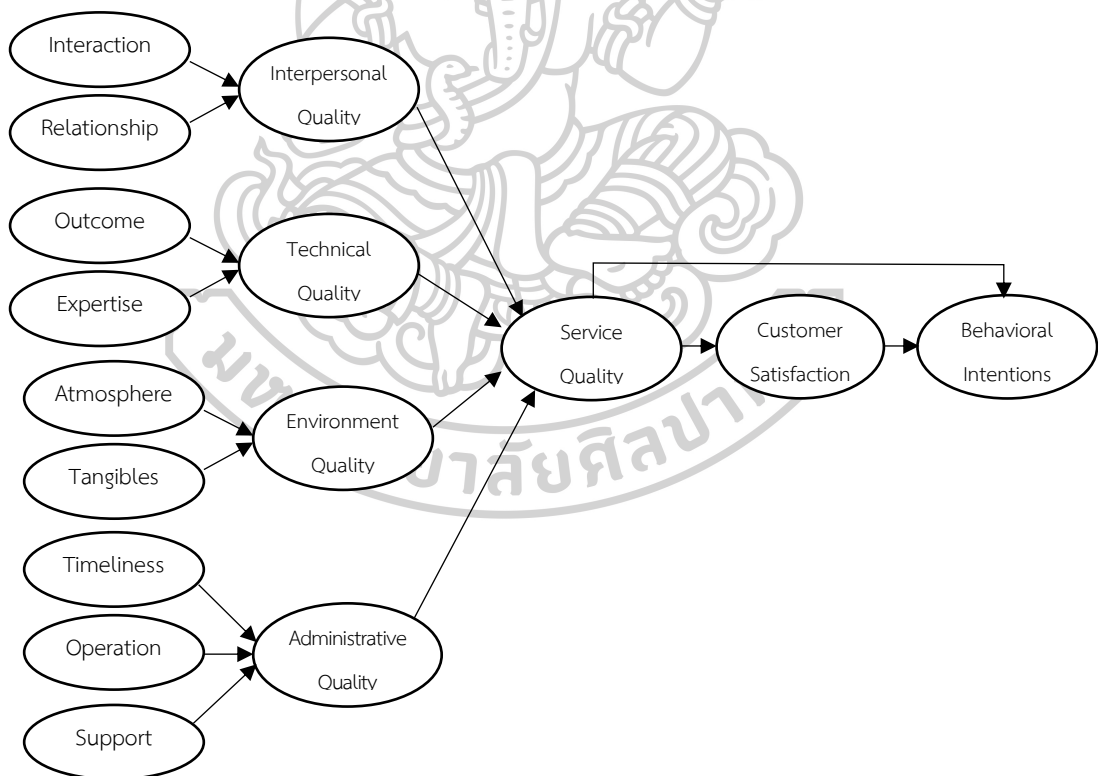 Interaction
Relationship
Interpersonal
Quality
Outcome
Expertise
Technical
Quality
Atmosphere
Tangibles
Environment
Quality
Timeliness
Operation
Support
Administrative
Quality
Service
Quality
Customer
Satisfaction
Behavioral
Intentions